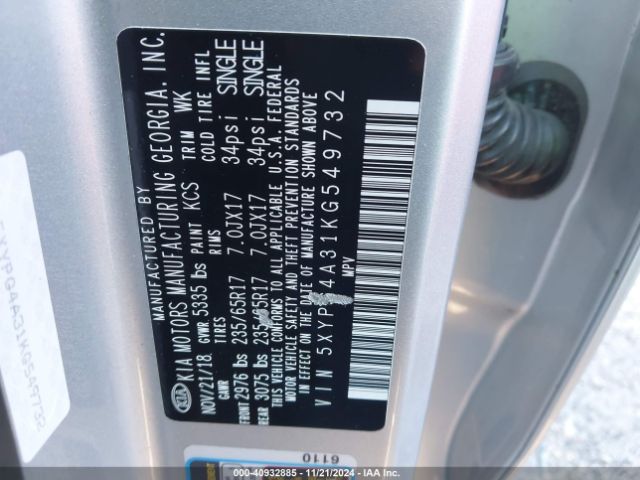 MANUFACTURED BY
KIA KIA MOTORS MANUFACTURING GEORGIA, INC.
NOV/21/18 GVWR 5335 lbs PAINT KCS TRIM WK
GAWR TIRES RIMS COLD TIRE INFL
FRONT 2976 lbs 235/65R17 7.0JX17 34psi SINGLE
REAR 3075 lbs 235 65R17 7.0JX17 34psi SINGLE
THIS VEHICLE CONFORMS TO ALL APPLICABLE U.S.A. FEDERAL
MOTOR VEHICLE SAFETY AND THEFT PREVENTION STANDARDS
IN EFFECT ON THE DATE OF MANUFACTURE SHOWN ABOVE
VIN 5XYP 4A31KG549732
MPV
5XYPG4A31KG549732
6110
© - 40932885 - 11/21/2024 - IAA, Inc.